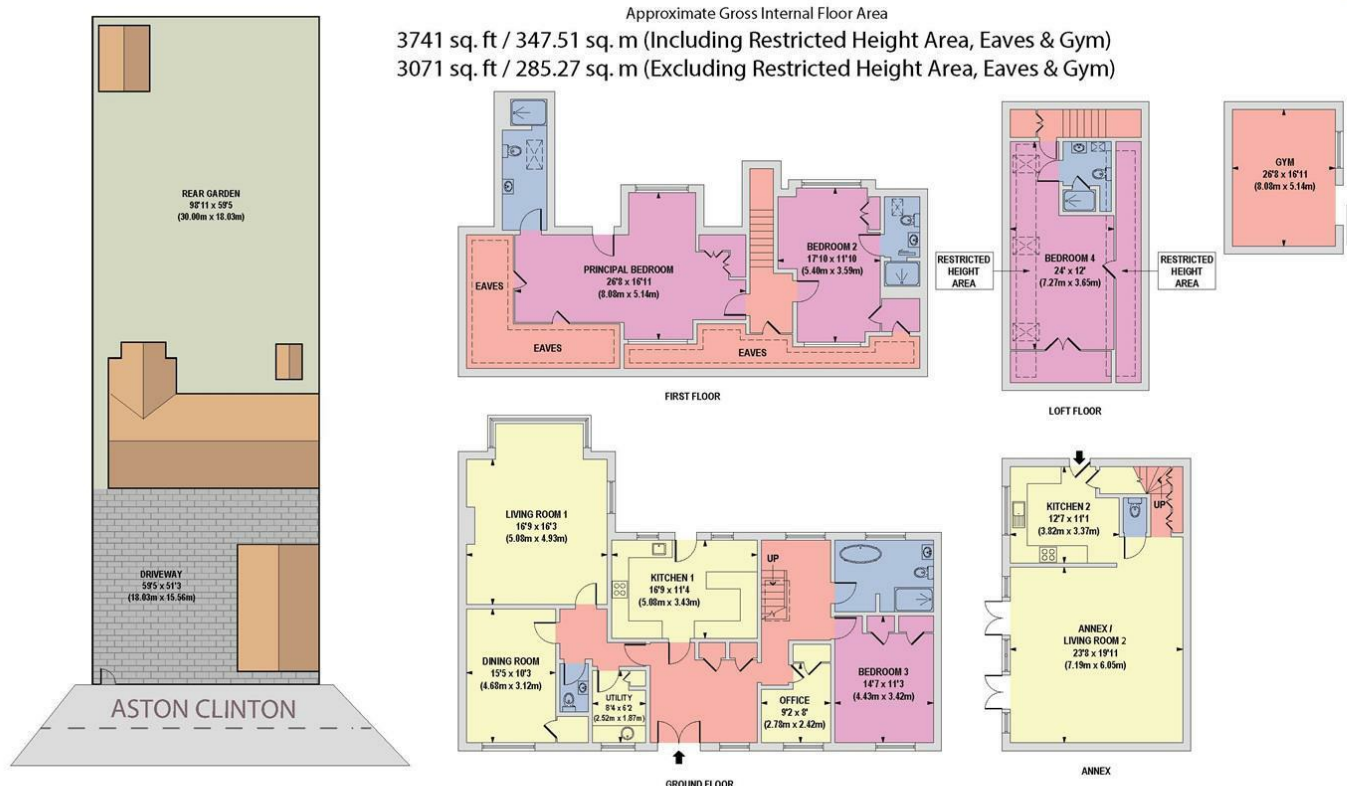 Approximate Gross Internal Floor Area
3741 sq. ft / 347.51 sq. m (Including Restricted Height Area, Eaves & Gym)
3071 sq. ft / 285.27 sq. m (Excluding Restricted Height Area, Eaves & Gym)
REAR GARDEN
98'11 x 59'5
(30.00m x 18.03m)
DRIVEWAY
59'5 x 51'3
(18.03m x 15.56m)
ASTON CLINTON
EAVES
PRINCIPAL BEDROOM
26'8 x 16'11
(8.08m x 5.14m)
EAVES
BEDROOM 2
17'10 x 11'10
(5.40m x 3.59m)
EAVES
FIRST FLOOR
RESTRICTED
HEIGHT
AREA
BEDROOM 4
24' x 12'
(7.27m x 3.65m)
RESTRICTED
HEIGHT
AREA
LOFT FLOOR
GYM
26'8 x 16'11
(8.08m x 5.14m)
LIVING ROOM 1
16'9 x 16'3
(5.08m x 4.93m)
KITCHEN 1
16'9 x 11'4
(5.08m x 3.43m)
UP
DINING ROOM
15'5 x 10'3
(4.68m x 3.12m)
UTILITY
8'4 x 6'2
(2.52m x 1.87m)
OFFICE
9'2 x 8'
(2.78m x 2.42m)
BEDROOM 3
14'7 x 11'3
(4.43m x 3.42m)
GROUND FLOOR
KITCHEN 2
12'7 x 11'1
(3.82m x 3.37m)
UP
ANNEX /
LIVING ROOM 2
23'8 x 19'11
(7.19m x 6.05m)
ANNEX